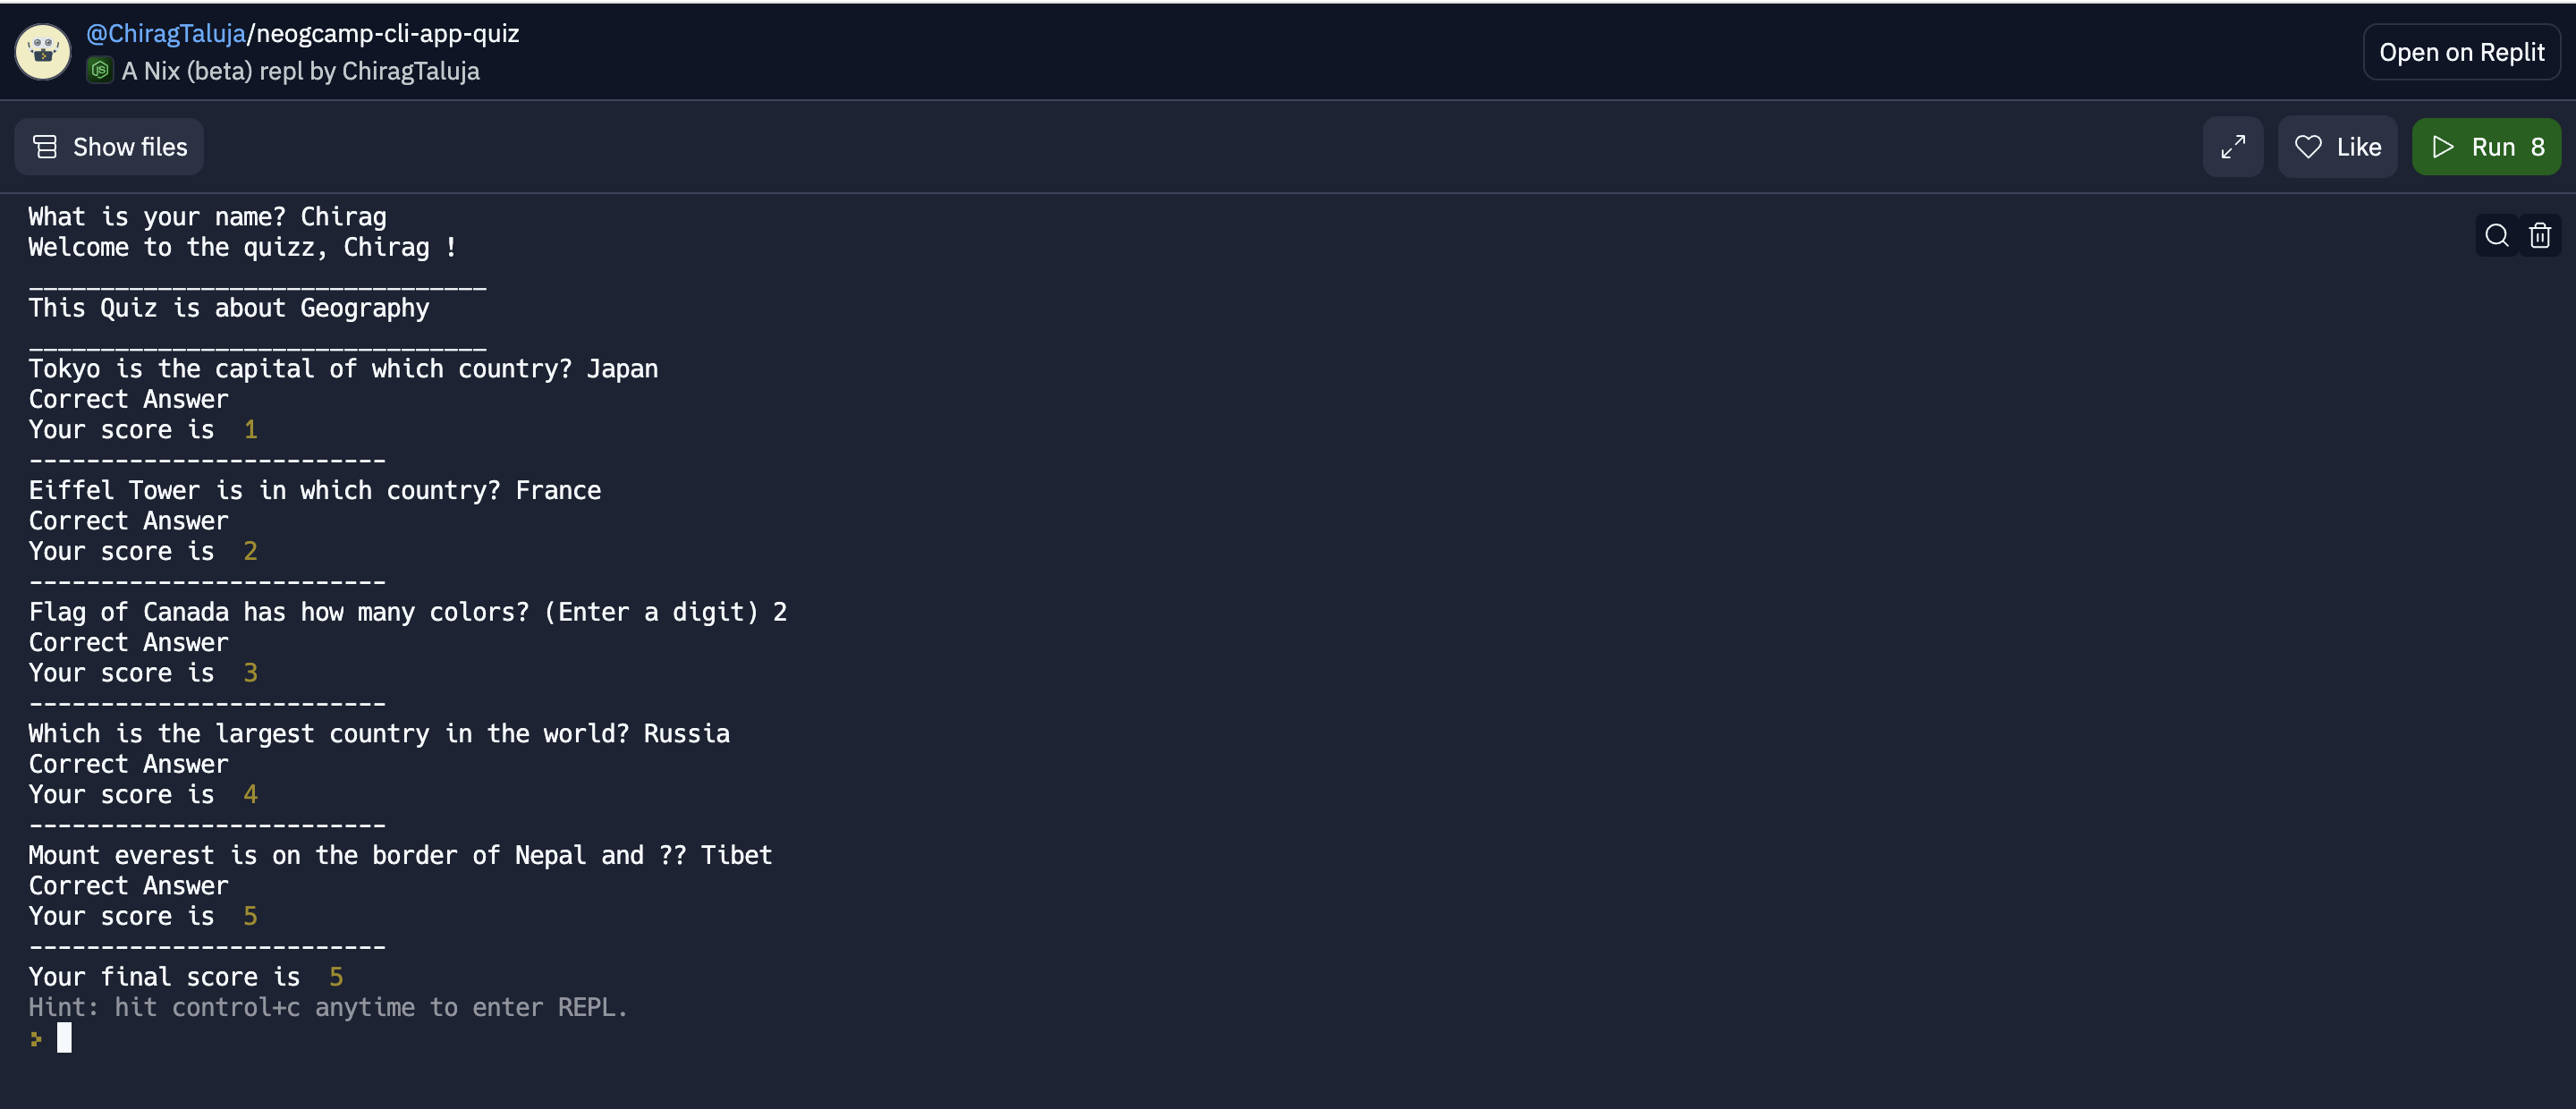 @ChiragTaluja/neogcamp-cli-app-quiz
A Nix (beta) repl by ChiragTaluja
Open on Replit
Show files
Like
Run 8
What is your name? Chirag
Welcome to the quizz, Chirag !
________________________________
This Quiz is about Geography
________________________________
Tokyo is the capital of which country? Japan
Correct Answer
Your score is  1
-------------------------
Eiffel Tower is in which country? France
Correct Answer
Your score is  2
-------------------------
Flag of Canada has how many colors? (Enter a digit) 2
Correct Answer
Your score is  3
-------------------------
Which is the largest country in the world? Russia
Correct Answer
Your score is  4
-------------------------
Mount everest is on the border of Nepal and ?? Tibet
Correct Answer
Your score is  5
-------------------------
Your final score is  5
Hint: hit control+c anytime to enter REPL.